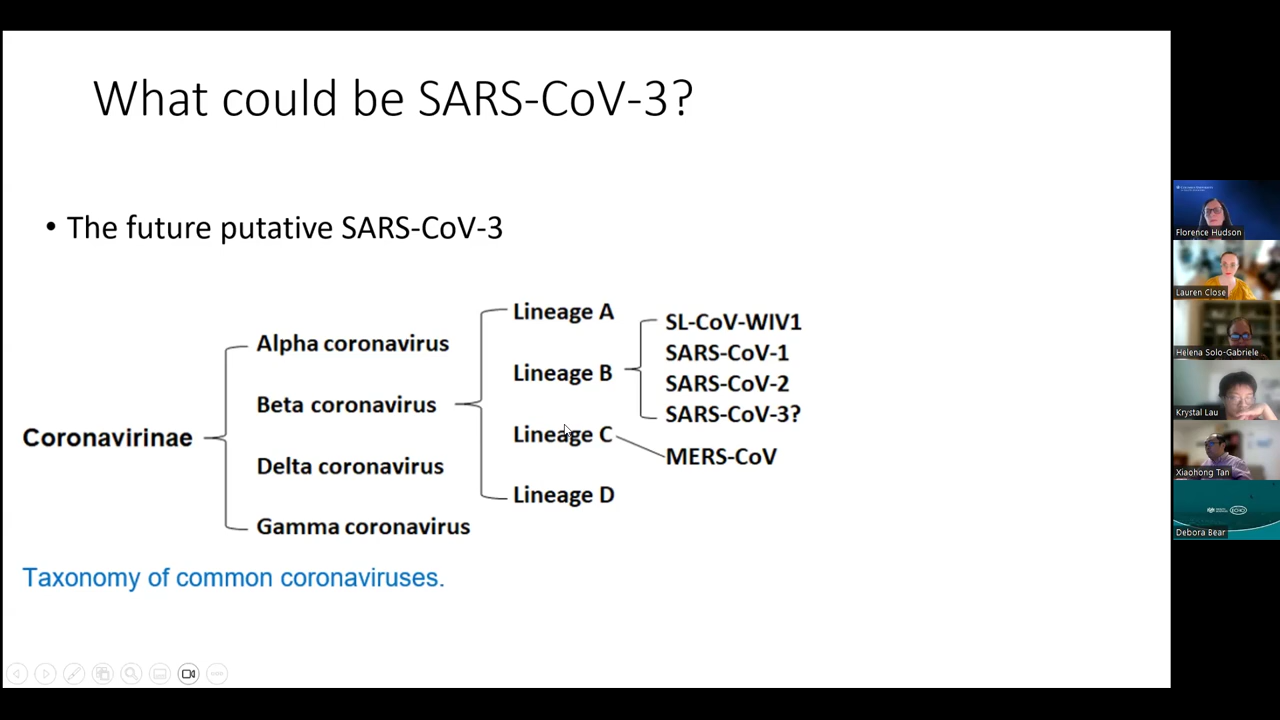 What could be SARS-CoV-3?
• The future putative SARS-CoV-3
Coronavirinae
Alpha coronavirus
Beta coronavirus
Delta coronavirus
Gamma coronavirus
Lineage A
Lineage B
Lineage C
Lineage D
SL-CoV-WIV1
SARS-CoV-1
SARS-CoV-2
SARS-CoV-3?
MERS-CoV
Taxonomy of common coronaviruses.
Florence Hudson
Lauren Close
Helena Solo-Gabriele
Krystal Lau
Xiaohong Tan
Debora Bear